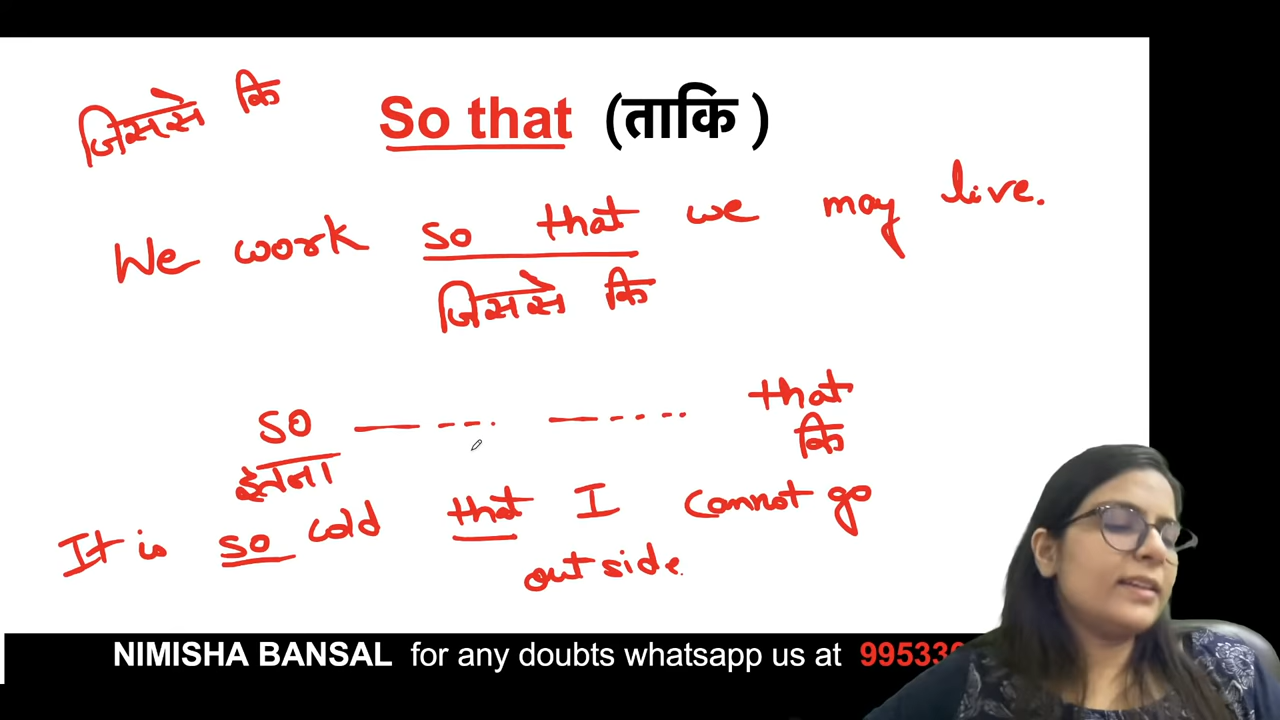 जिससे कि
So that (ताकि )
We work so that we may live.
जिससे कि
so — - - - . — - - - - that
इतना कि
It is so cold that I cannot go
outside.
NIMISHA BANSAL for any doubts whatsapp us at